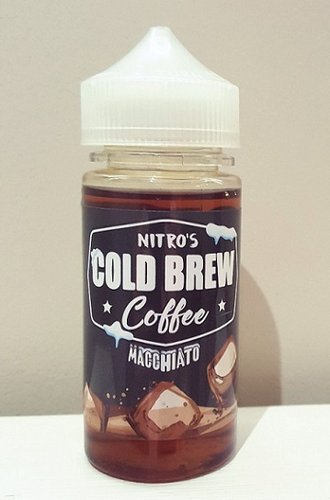 NITRO'S
COLD BREW
Coffee
MACCHIATO